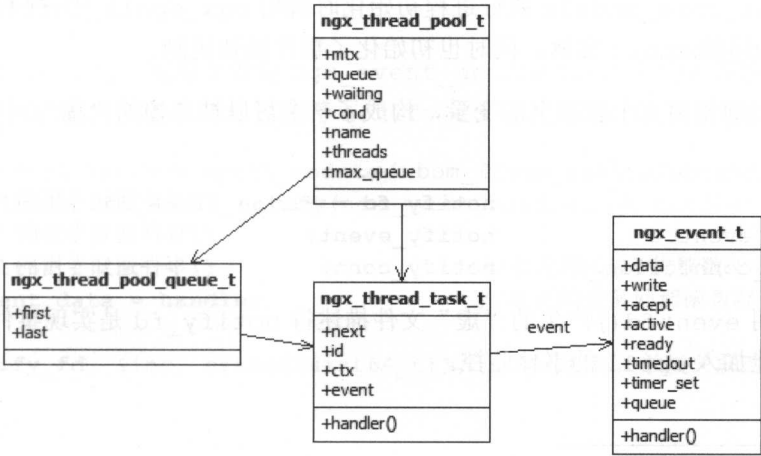 ngx_thread_pool_t
+mtx
+queue
+waiting
+cond
+name
+threads
+max_queue
ngx_thread_pool_queue_t
+first
+last
ngx_thread_task_t
+next
+id
+ctx
+event
+handler()
event
ngx_event_t
+data
+write
+acept
+active
+ready
+timedout
+timer_set
+queue
+handler()